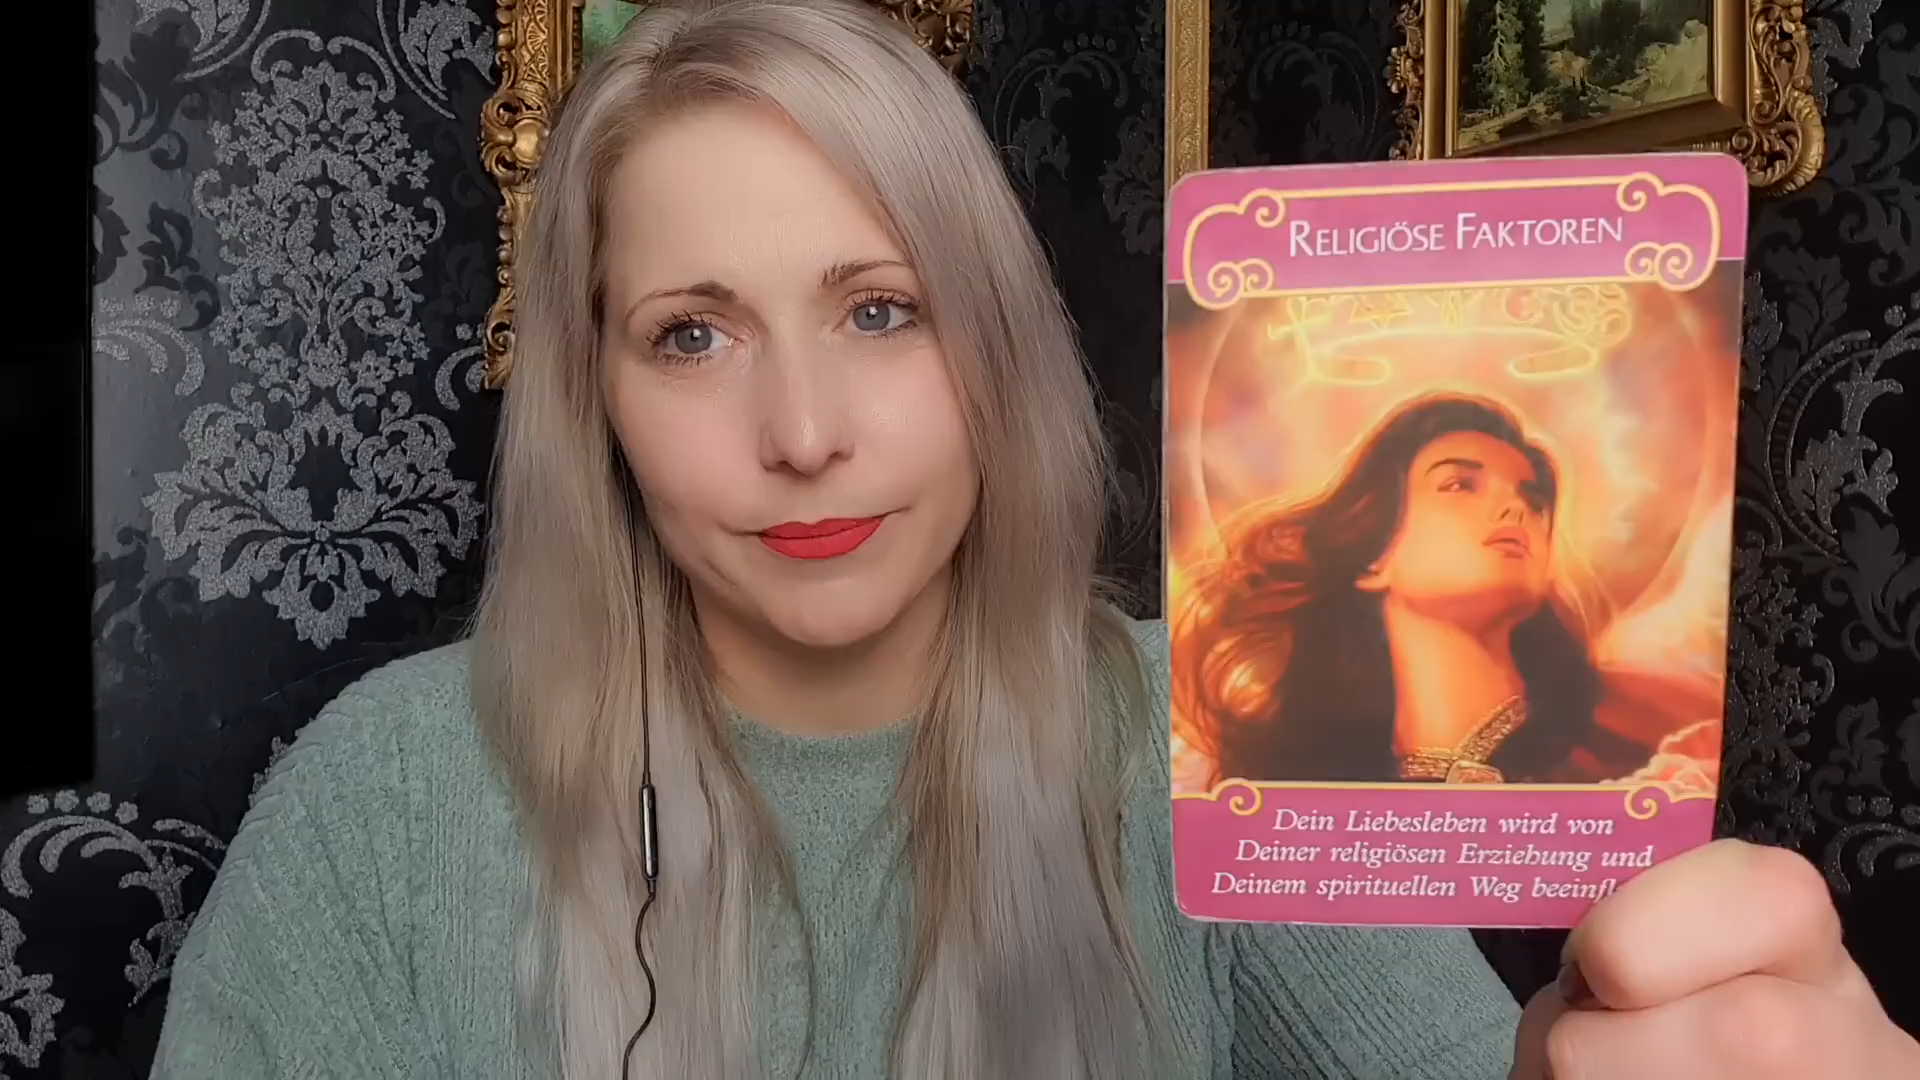 RELIGIÖSE FAKTOREN
Dein Liebesleben wird von
Deiner religiösen Erziehung und
Deinem spirituellen Weg